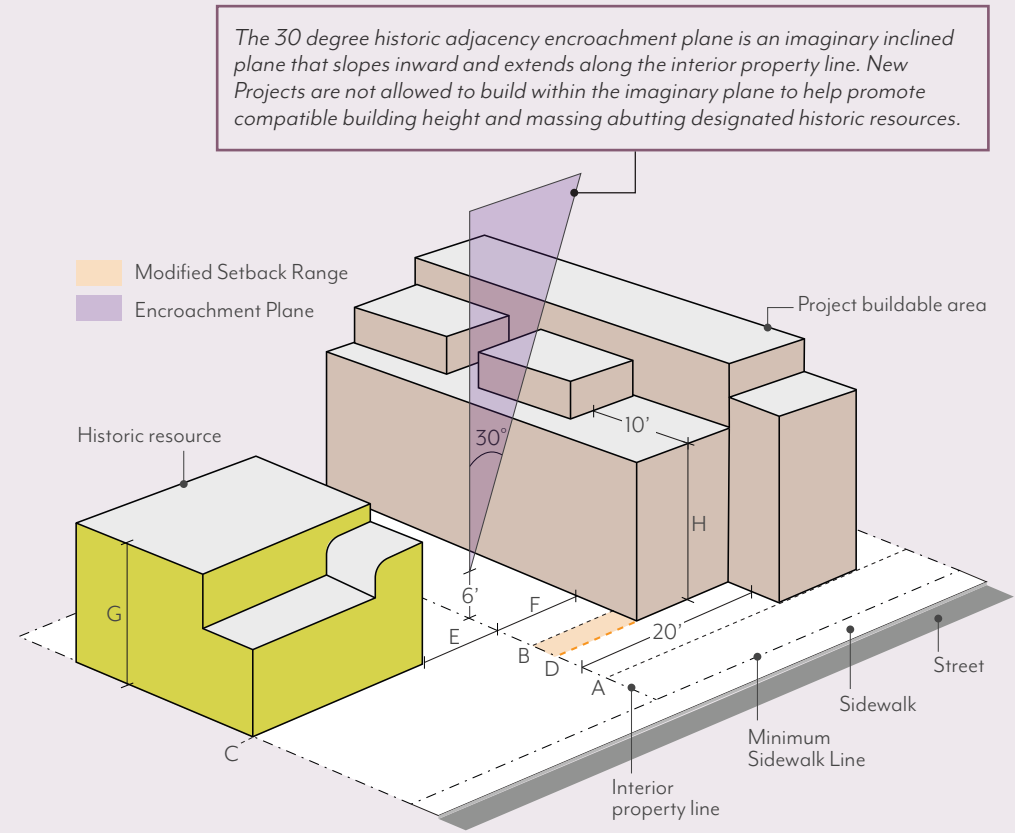 The 30 degree historic adjacency encroachment plane is an imaginary inclined
plane that slopes inward and extends along the interior property line. New
Projects are not allowed to build within the imaginary plane to help promote
compatible building height and massing abutting designated historic resources.
Modified Setback Range
Encroachment Plane
Project buildable area
Historic resource
10’
30°
H
G
6’
F
E
20’
B
D
A
C
Street
Sidewalk
Minimum
Sidewalk Line
Interior
property line